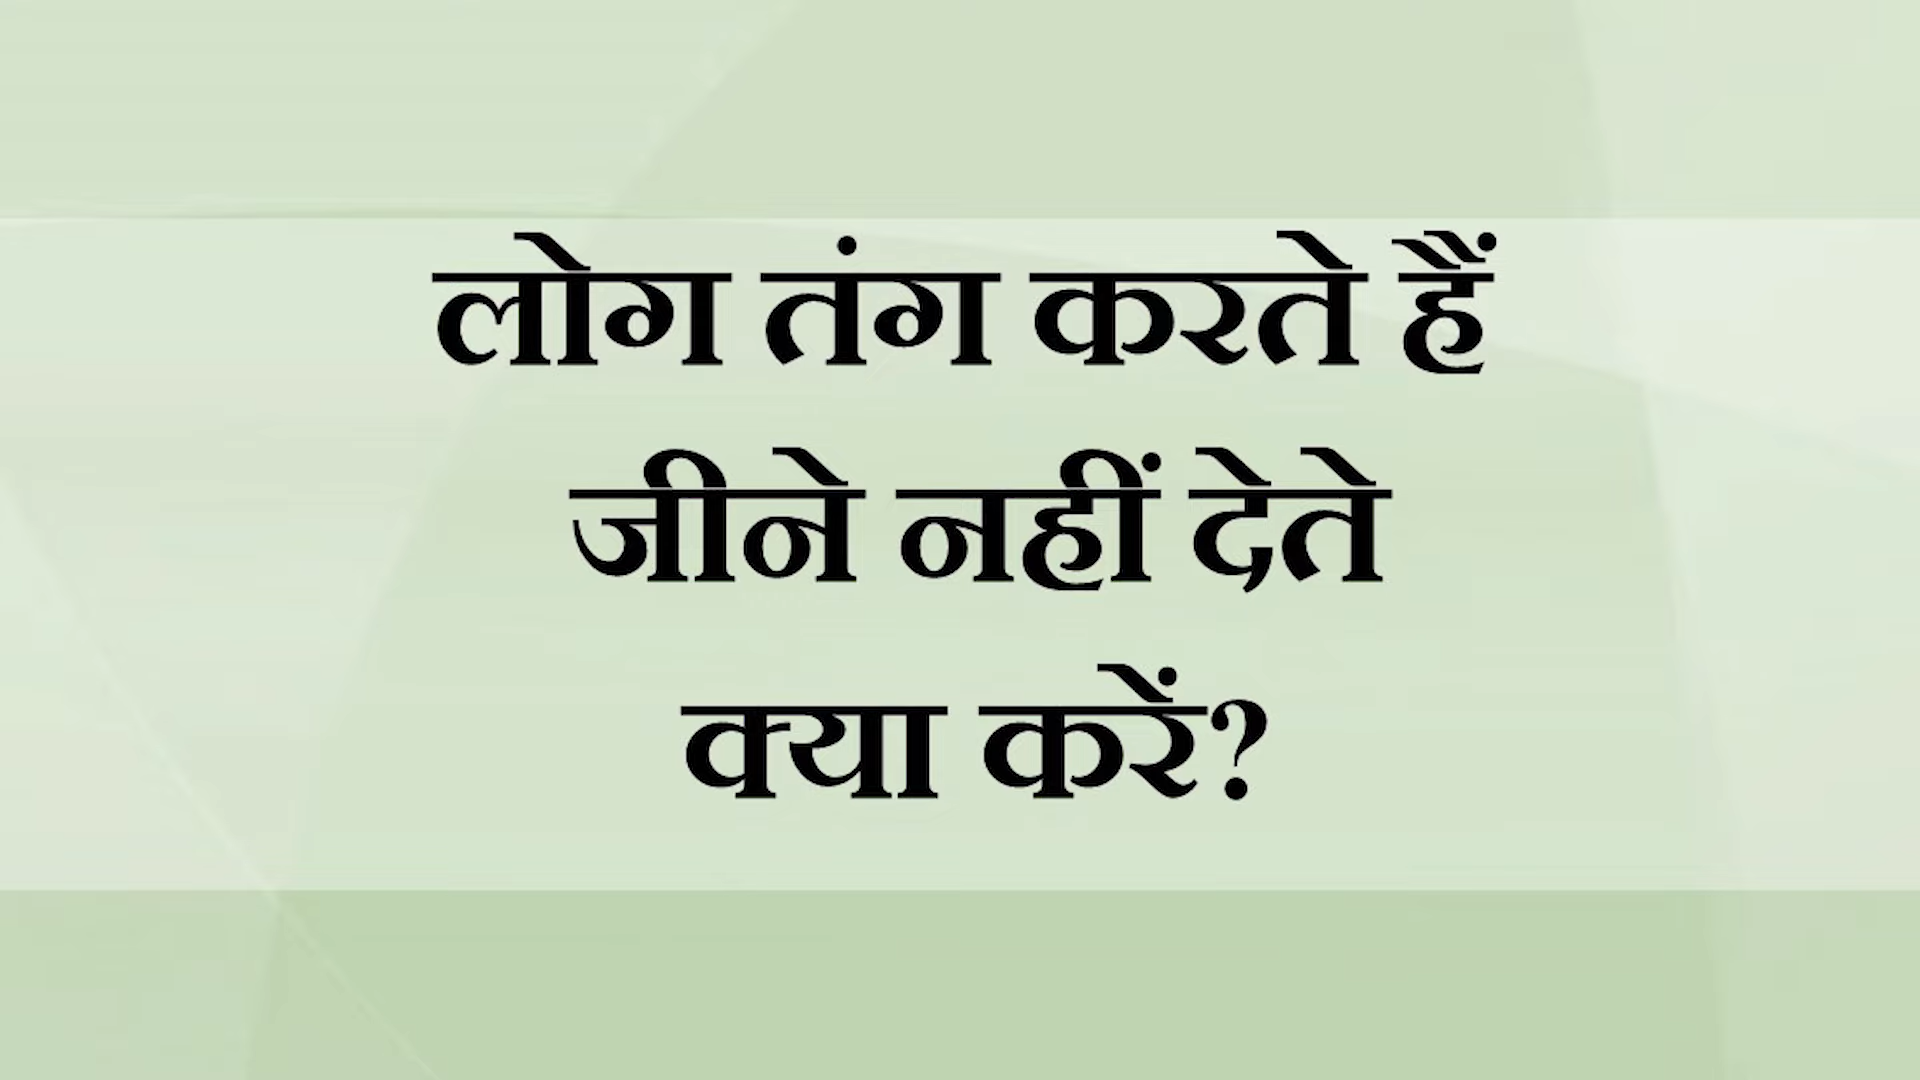 लोग तंग करते हैं
जीने नहीं देते
क्या करें?